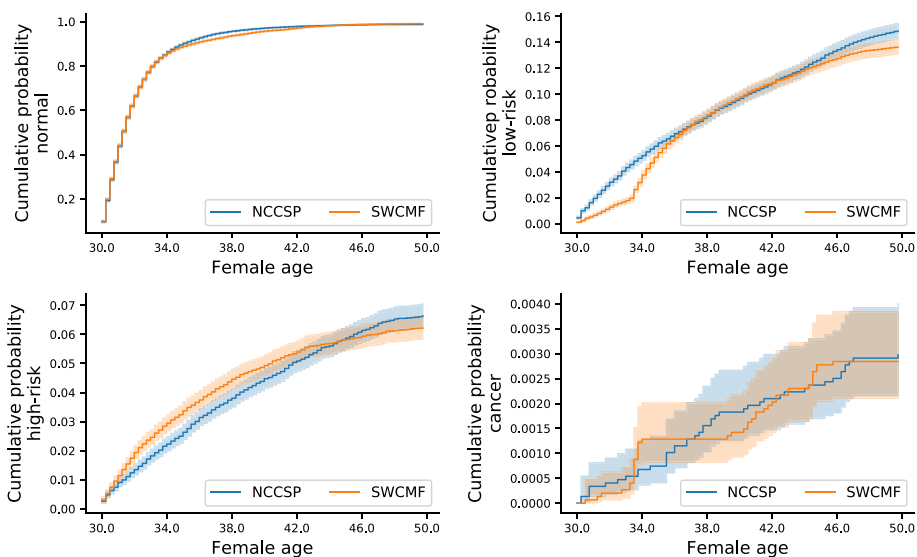 Cumulative probability
normal
1.0
0.8
0.6
0.4
0.2
30.0 34.0 38.0 42.0 46.0 50.0
Female age
NCCSP SWCMF
Cumulativep robability
low-risk
0.16
0.14
0.12
0.10
0.08
0.06
0.04
0.02
0.00
30.0 34.0 38.0 42.0 46.0 50.0
Female age
NCCSP SWCMF
Cumulative probability
high-risk
0.07
0.06
0.05
0.04
0.03
0.02
0.01
0.00
30.0 34.0 38.0 42.0 46.0 50.0
Female age
NCCSP SWCMF
Cumulative probability
cancer
0.0040
0.0035
0.0030
0.0025
0.0020
0.0015
0.0010
0.0005
0.0000
30.0 34.0 38.0 42.0 46.0 50.0
Female age
NCCSP SWCMF